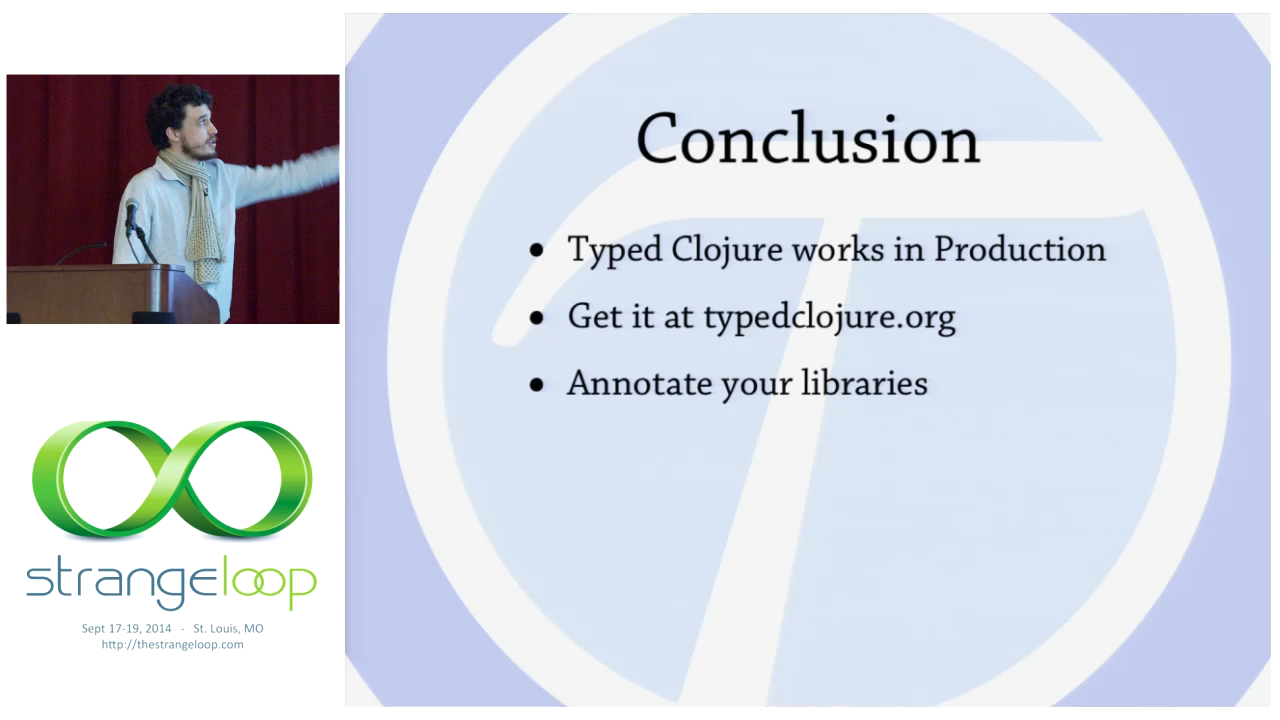 Conclusion
• Typed Clojure works in Production
• Get it at typedclojure.org
• Annotate your libraries
strangeloop
Sept 17-19, 2014 - St. Louis, MO
http://thestrangeloop.com